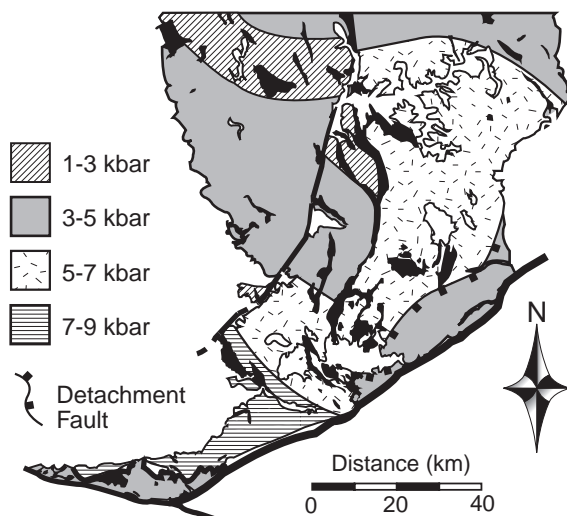 1-3 kbar
3-5 kbar
5-7 kbar
7-9 kbar
Detachment
Fault
N
Distance (km)
0 20 40